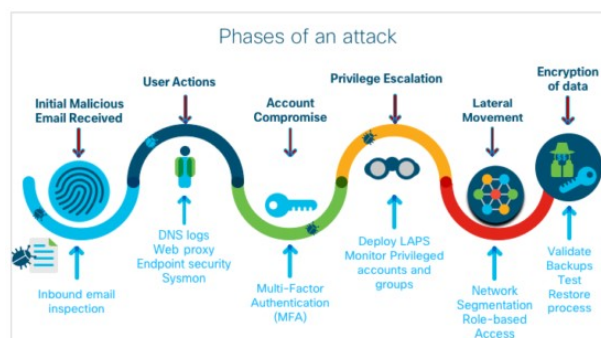 Phases of an attack
Initial Malicious
Email Received
User Actions
Account
Compromise
Privilege Escalation
Lateral
Movement
Encryption
of data
Inbound email
inspection
DNS logs
Web proxy
Endpoint security
Sysmon
Multi-Factor
Authentication
(MFA)
Deploy LAPS
Monitor Privileged
accounts and
groups
Network
Segmentation
Role-based
Access
Validate
Backups
Test
Restore
process